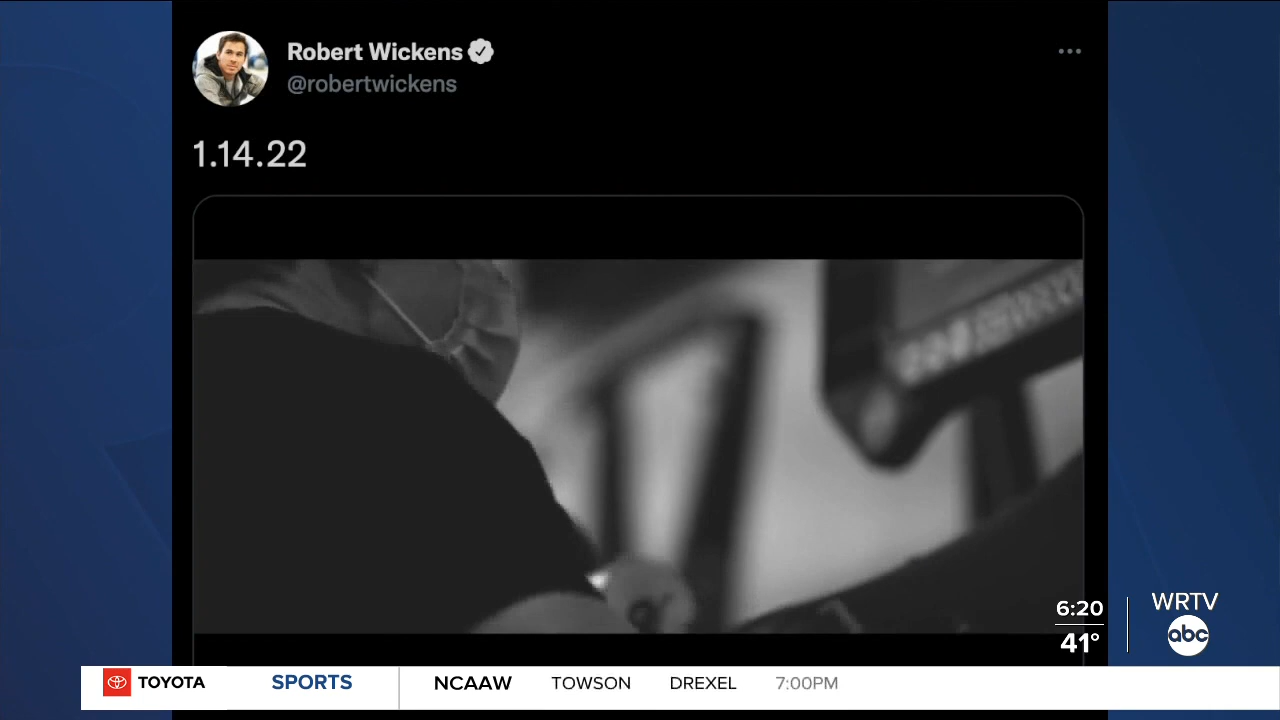 Robert Wickens
@robertwickens
1.14.22
6:20
41°
WRTV
abc
TOYOTA
SPORTS
NCAAW
TOWSON
DREXEL
7:00PM